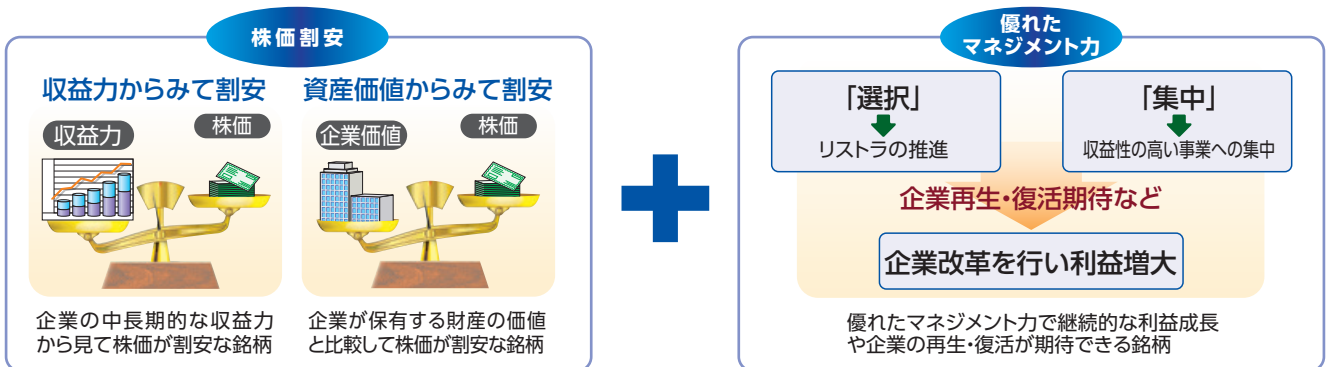 株価割安
収益力からみて割安
収益力
株価
企業の中長期的な収益力
から見て株価が割安な銘柄
資産価値からみて割安
企業価値
株価
企業が保有する財産の価値
と比較して株価が割安な銘柄
優れた
マネジメント力
「選択」
リストラの推進
「集中」
収益性の高い事業への集中
企業再生・復活期待など
企業改革を行い利益増大
優れたマネジメント力で継続的な利益成長
や企業の再生・復活が期待できる銘柄